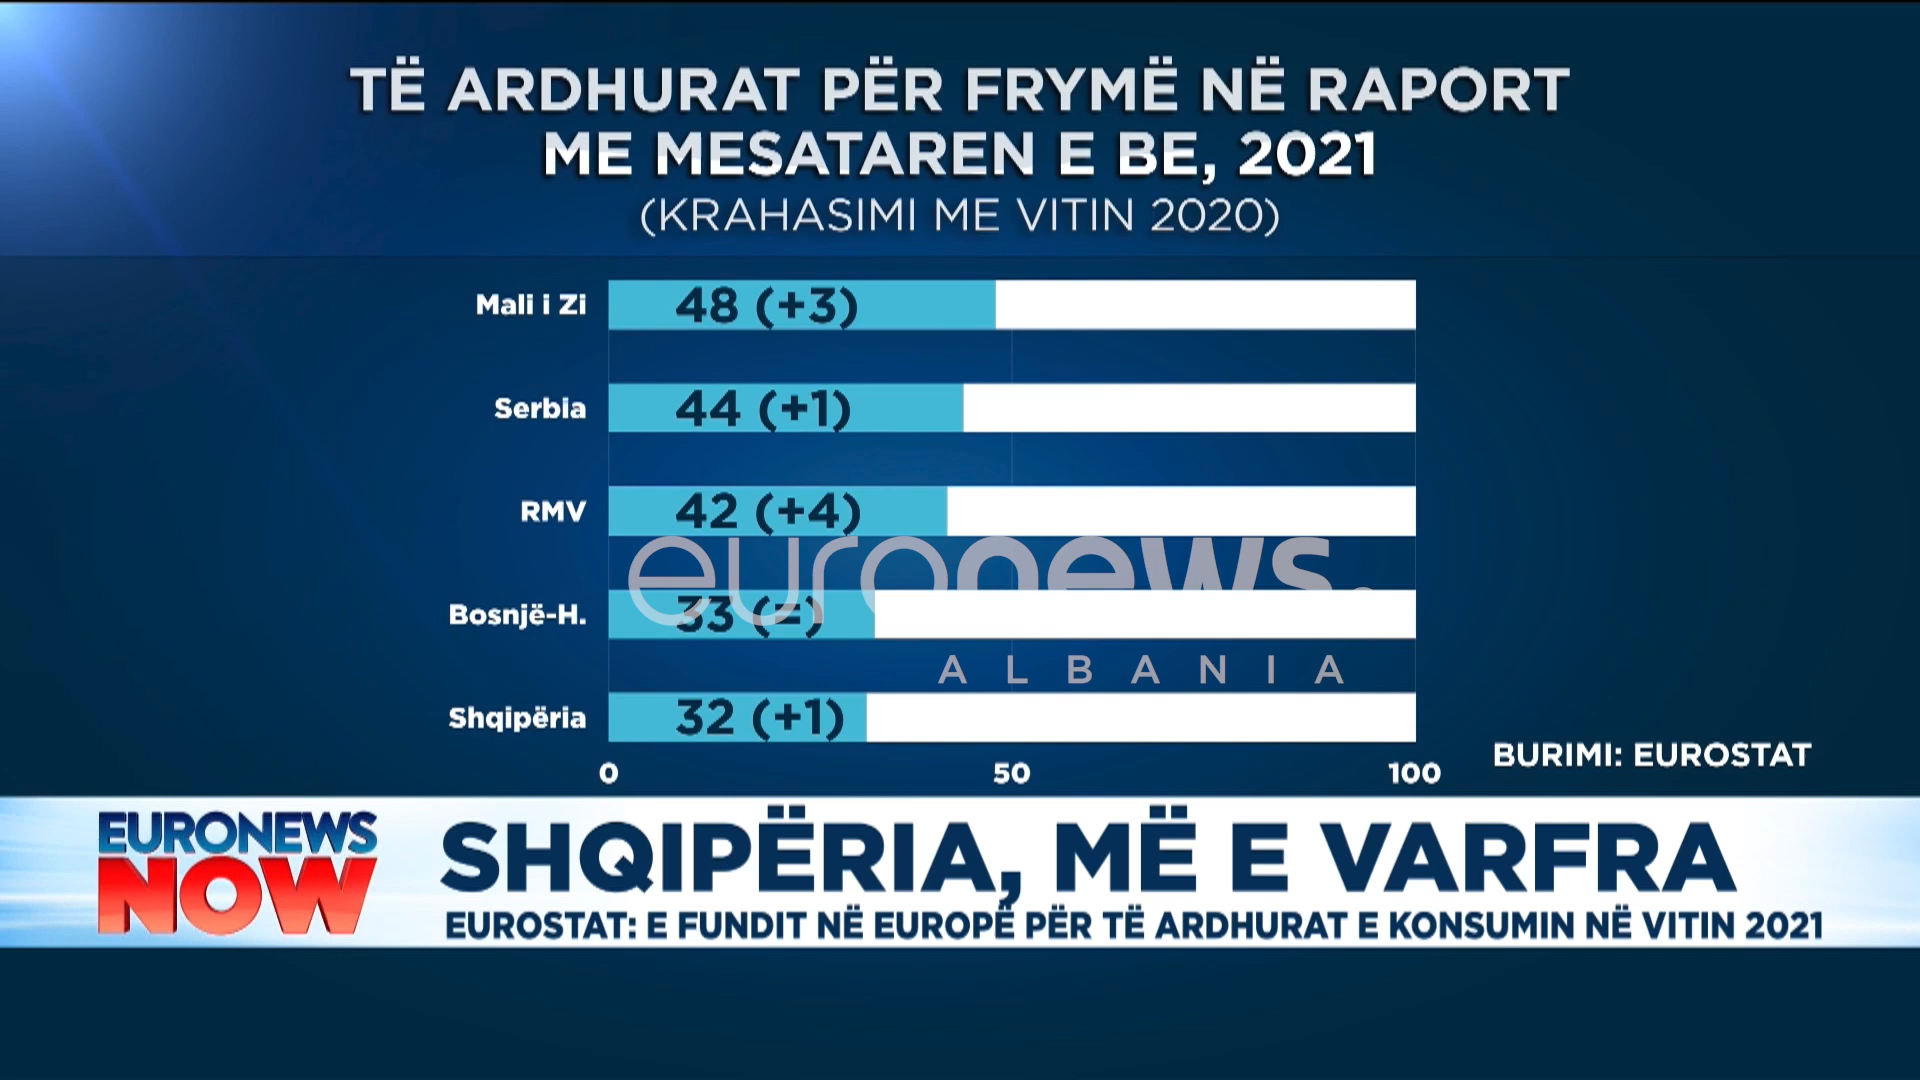 TË ARDHURAT PËR FRYMË NË RAPORT
ME MESATAREN E BE, 2021
(KRAHASIMI ME VITIN 2020)
Mali i Zi 48 (+3)
Serbia 44 (+1)
RMV 42 (+4)
euronews.
Bosnjë-H. 33 (=)
ALBANIA
Shqipëria 32 (+1)
0 50 100
BURIMI: EUROSTAT
EURONEWS
NOW
SHQIPËRIA, MË E VARFRA
EUROSTAT: E FUNDIT NË EUROPË PËR TË ARDHURAT E KONSUMIN NË VITIN 2021